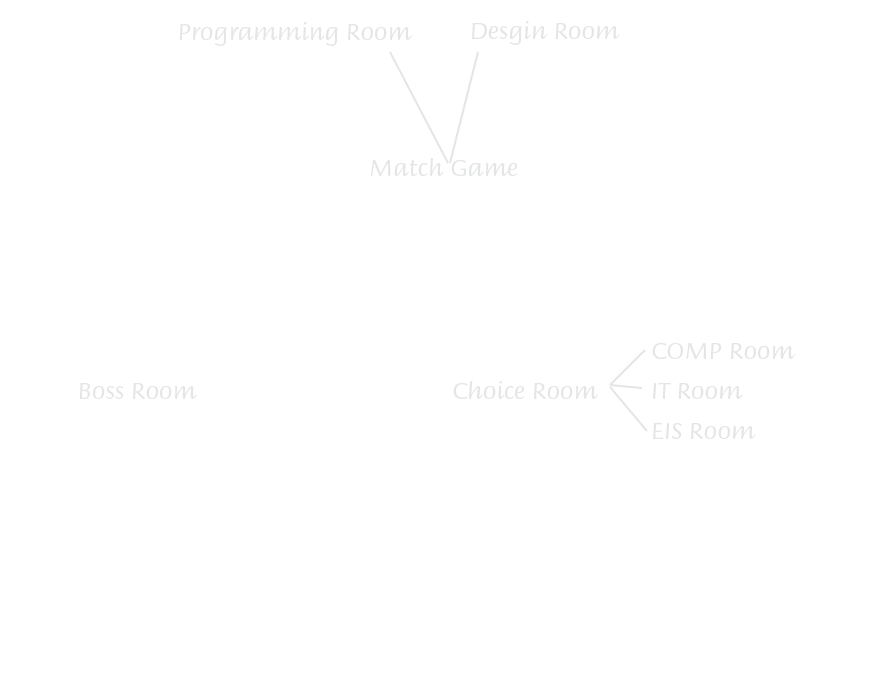 Programming Room
Desgin Room
Match Game
COMP Room
Boss Room
Choice Room
IT Room
EIS Room